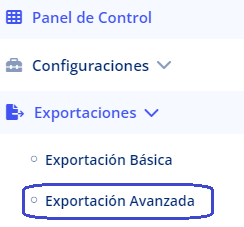 Panel de Control
Configuraciones
Exportaciones
Exportación Básica
Exportación Avanzada